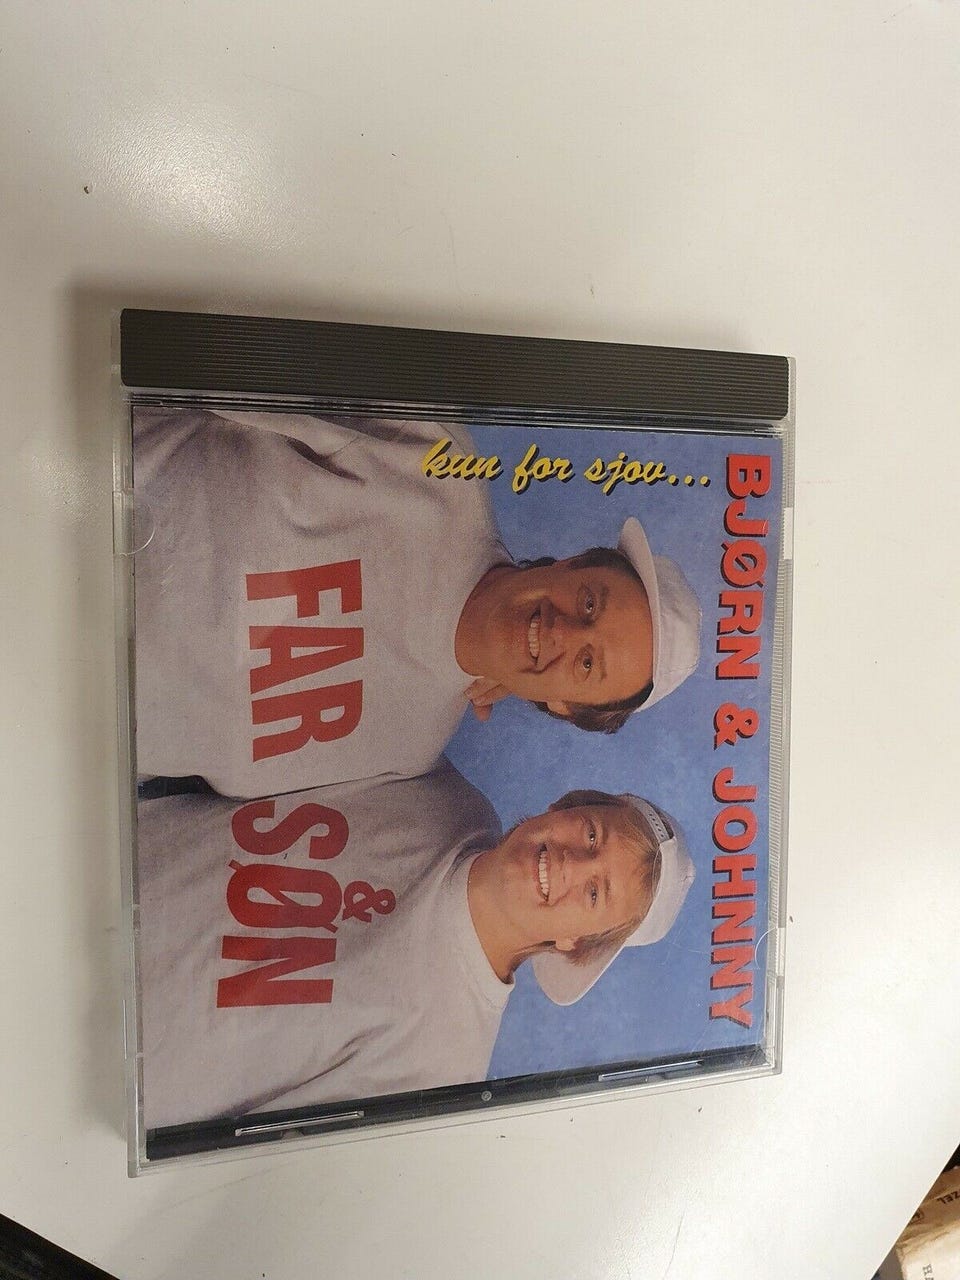 BJØRN & JOHNNY
kun for sjov...
FAR
&
SØN